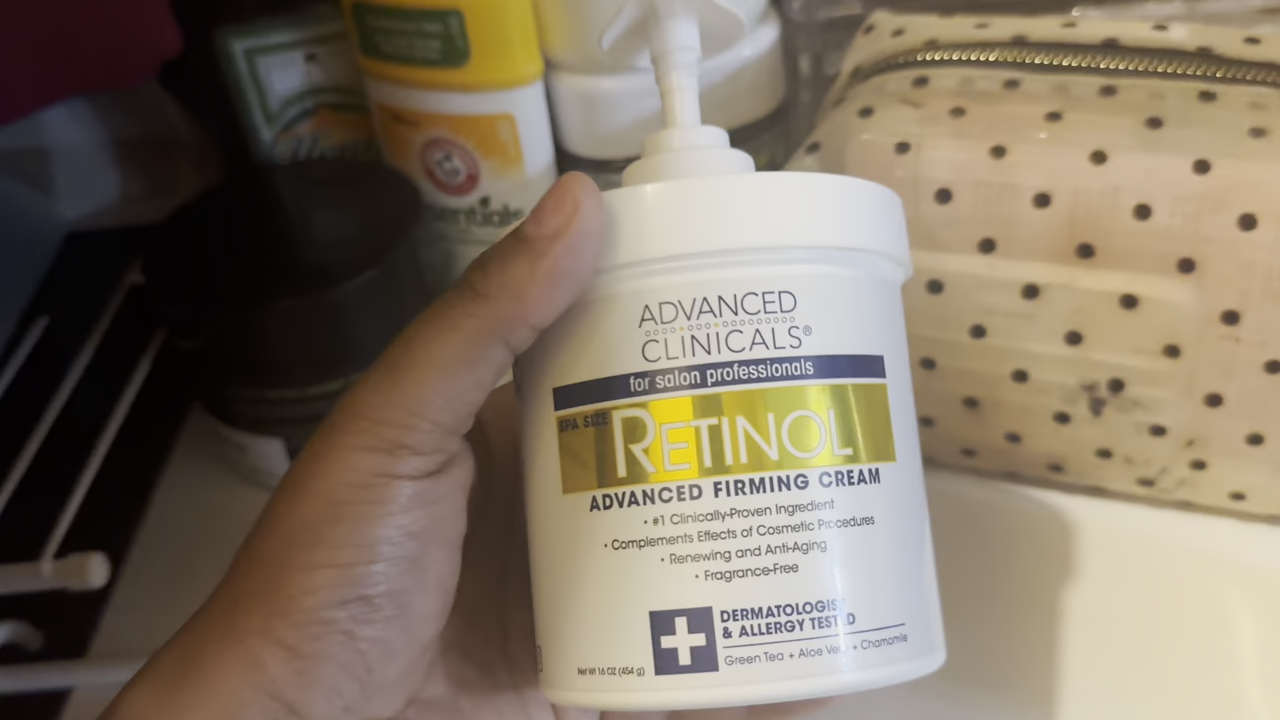 ADVANCED
CLINICALS®
for salon professionals
SPA SIZE
RETINOL
ADVANCED FIRMING CREAM
• #1 Clinically-Proven Ingredient
• Complements Effects of Cosmetic Procedures
• Renewing and Anti-Aging
• Fragrance-Free
DERMATOLOGIST
& ALLERGY TESTED
Green Tea + Aloe Vera + Chamomile
Net Wt 16 OZ (454 g)